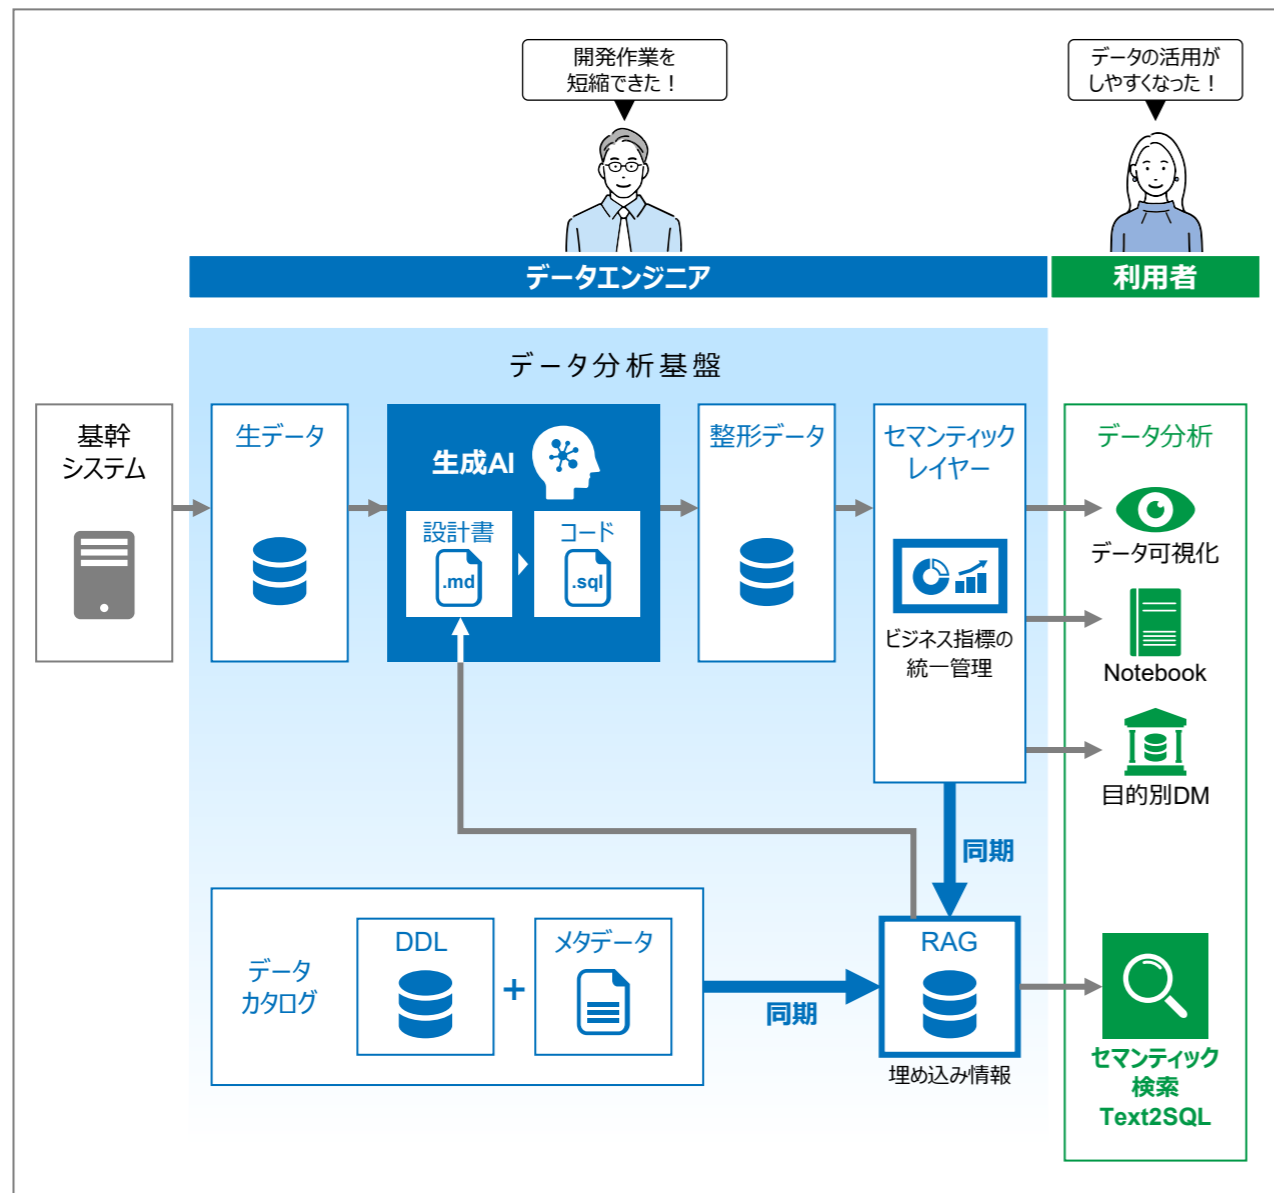 開発作業を
短縮できた！
データの活用が
しやすくなった！
データエンジニア
利用者
データ分析基盤
基幹
システム
生データ
生成AI
設計書
.md
コード
.sql
整形データ
セマンティック
レイヤー
ビジネス指標の
統一管理
データ分析
データ可視化
Notebook
目的別DM
同期
データ
カタログ
DDL
+
メタデータ
同期
RAG
埋め込み情報
セマンティック
検索
Text2SQL